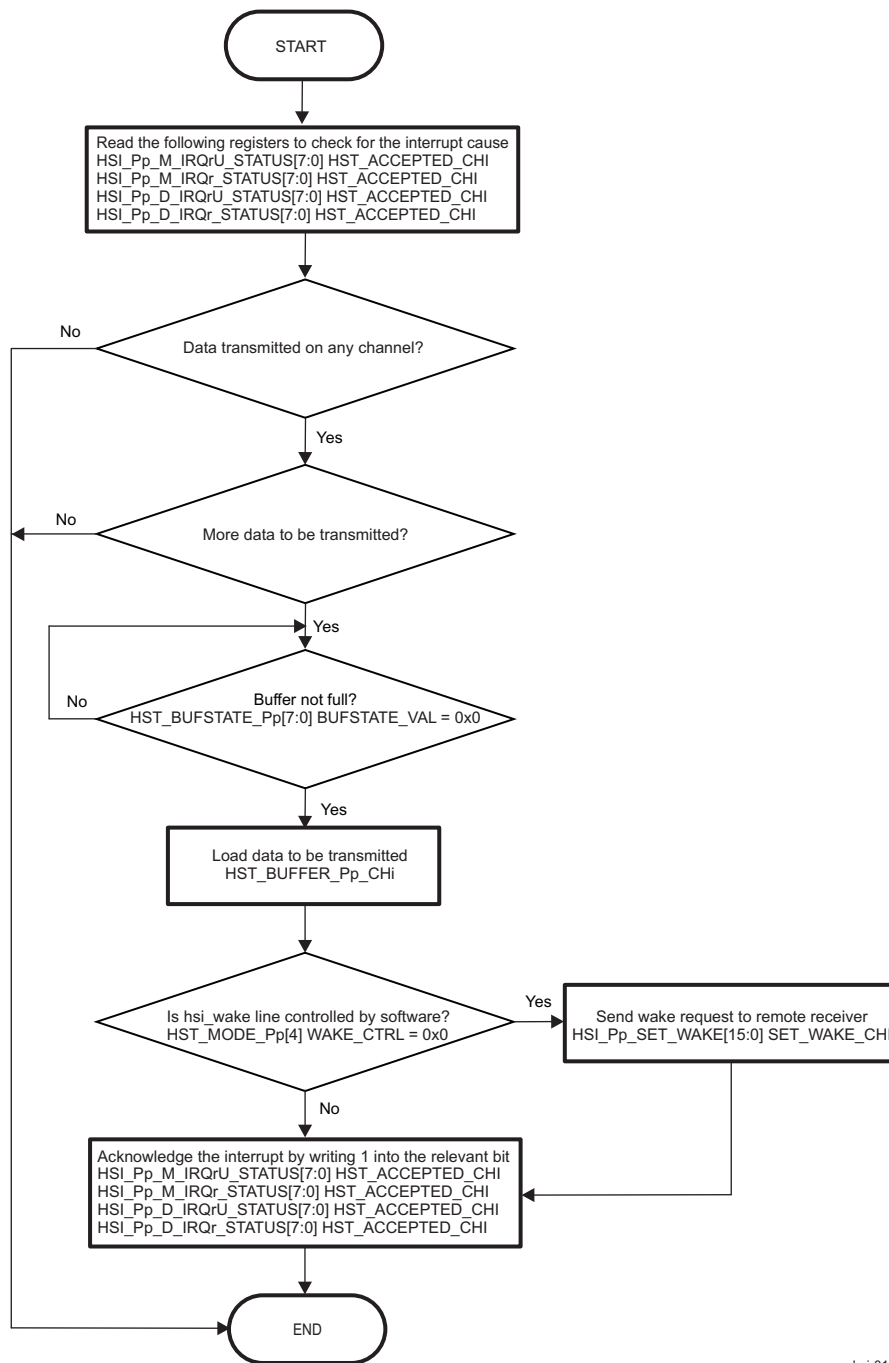 START
Read the following registers to check for the interrupt cause
HSI_Pp_M_IRQrU_STATUS[7:0] HST_ACCEPTED_CHI
HSI_Pp_M_IRQr_STATUS[7:0] HST_ACCEPTED_CHI
HSI_Pp_D_IRQrU_STATUS[7:0] HST_ACCEPTED_CHI
HSI_Pp_D_IRQr_STATUS[7:0] HST_ACCEPTED_CHI
No
Data transmitted on any channel?
Yes
No
More data to be transmitted?
Yes
No
Buffer not full?
HST_BUFSTATE_Pp[7:0] BUFSTATE_VAL = 0x0
Yes
Load data to be transmitted
HST_BUFFER_Pp_CHi
Is hsi_wake line controlled by software?
HST_MODE_Pp[4] WAKE_CTRL = 0x0
Yes
Send wake request to remote receiver
HSI_Pp_SET_WAKE[15:0] SET_WAKE_CHI
No
Acknowledge the interrupt by writing 1 into the relevant bit
HSI_Pp_M_IRQrU_STATUS[7:0] HST_ACCEPTED_CHI
HSI_Pp_M_IRQr_STATUS[7:0] HST_ACCEPTED_CHI
HSI_Pp_D_IRQrU_STATUS[7:0] HST_ACCEPTED_CHI
HSI_Pp_D_IRQr_STATUS[7:0] HST_ACCEPTED_CHI
END